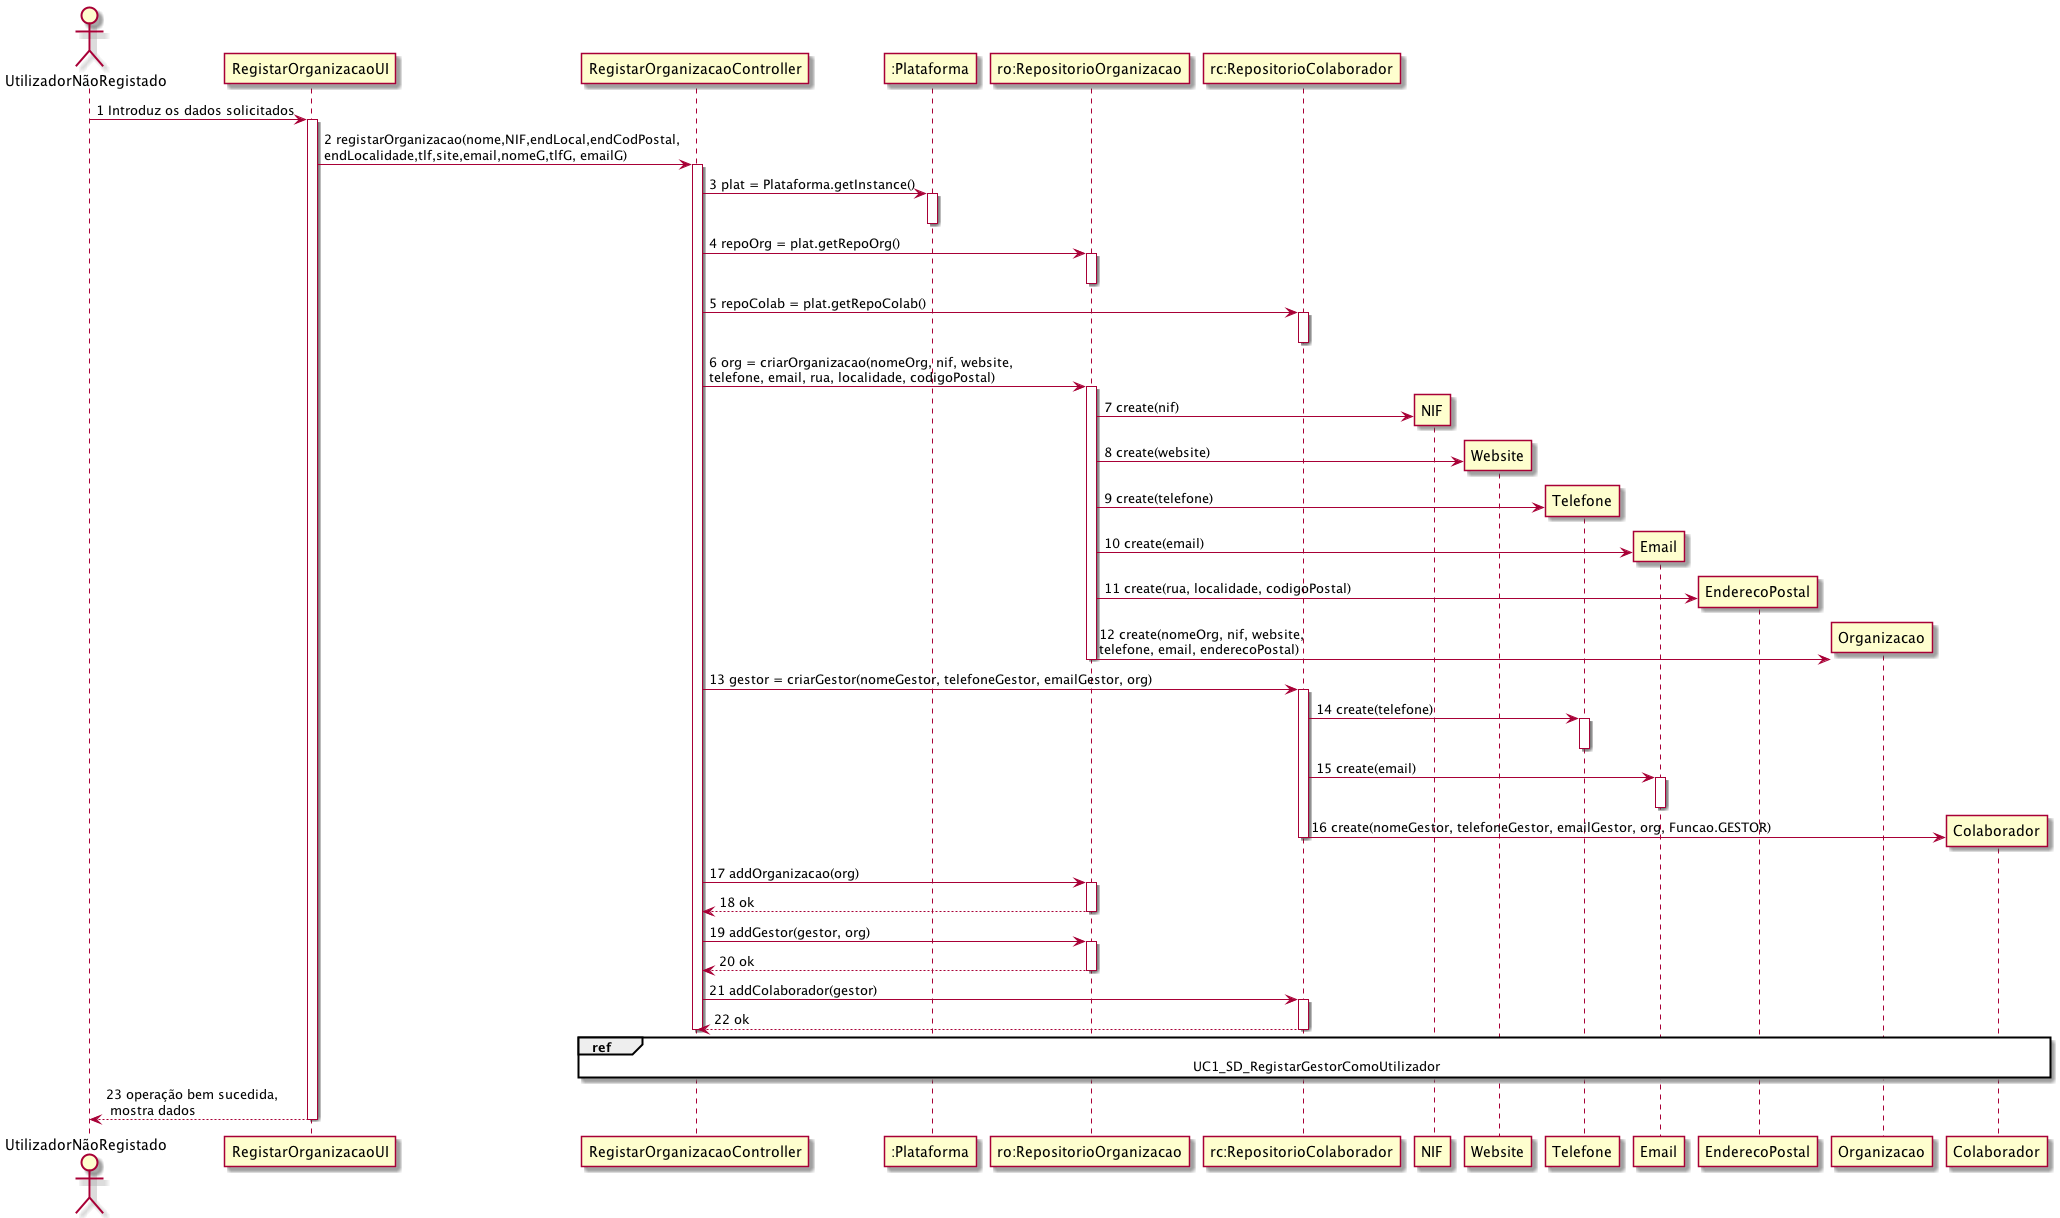 UtilizadorNãoRegistado
RegistarOrganizacaoUI
RegistarOrganizacaoController
:Plataforma
ro:RepositorioOrganizacao
rc:RepositorioColaborador
1 Introduz os dados solicitados
2 registarOrganizacao(nome,NIF,endLocal,endCodPostal,
endLocalidade,tlf,site,email,nomeG,tlfG, emailG)
3 plat = Plataforma.getInstance()
4 repoOrg = plat.getRepoOrg()
5 repoColab = plat.getRepoColab()
6 org = criarOrganizacao(nomeOrg, nif, website,
telefone, email, rua, localidade, codigoPostal)
NIF
7 create(nif)
Website
8 create(website)
Telefone
9 create(telefone)
Email
10 create(email)
EnderecoPostal
11 create(rua, localidade, codigoPostal)
Organizacao
12 create(nomeOrg, nif, website,
telefone, email, enderecoPostal)
13 gestor = criarGestor(nomeGestor, telefoneGestor, emailGestor, org)
14 create(telefone)
15 create(email)
16 create(nomeGestor, telefoneGestor, emailGestor, org, Funcao.GESTOR)
Colaborador
17 addOrganizacao(org)
18 ok
19 addGestor(gestor, org)
20 ok
21 addColaborador(gestor)
22 ok
ref
UC1_SD_RegistarGestorComoUtilizador
23 operação bem sucedida,
mostra dados
UtilizadorNãoRegistado
RegistarOrganizacaoUI
RegistarOrganizacaoController
:Plataforma
ro:RepositorioOrganizacao
rc:RepositorioColaborador
NIF
Website
Telefone
Email
EnderecoPostal
Organizacao
Colaborador